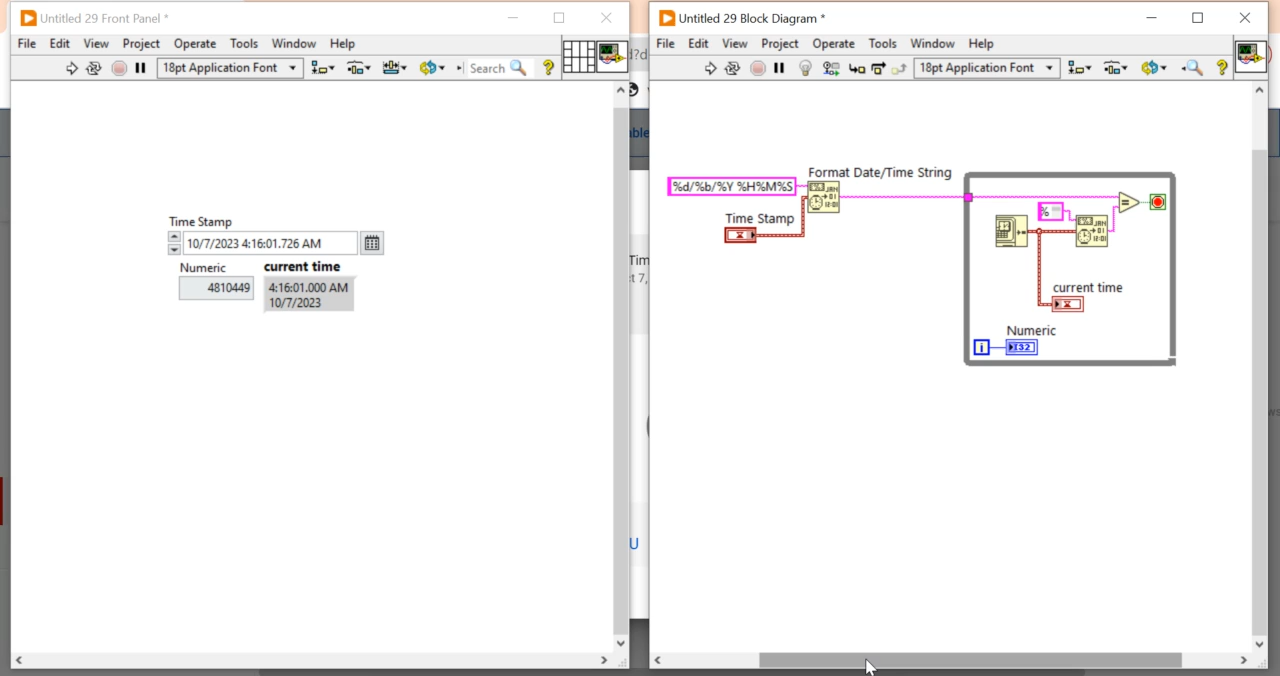 Untitled 29 Front Panel *
File Edit View Project Operate Tools Window Help
18pt Application Font
Search
?
Time Stamp
10/7/2023 4:16:01.726 AM
Numeric
current time
4810449
4:16:01.000 AM
10/7/2023
Untitled 29 Block Diagram *
File Edit View Project Operate Tools Window Help
18pt Application Font
?
Format Date/Time String
%d/%b/%Y %H%M%S
Time Stamp
current time
Numeric
i
I32